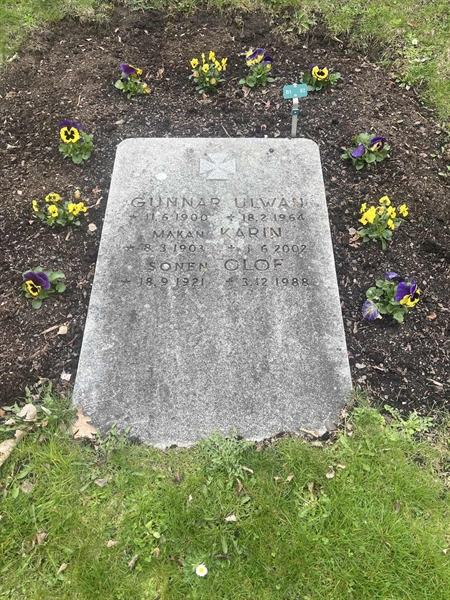 GUNNAR ULWAN
* 11.6 1900 + 18.2 1964
MAKAN KARIN
* 8.3 1903 + 1.6 2002
SONEN OLOF
* 18.9 1921 + 3.12 1988